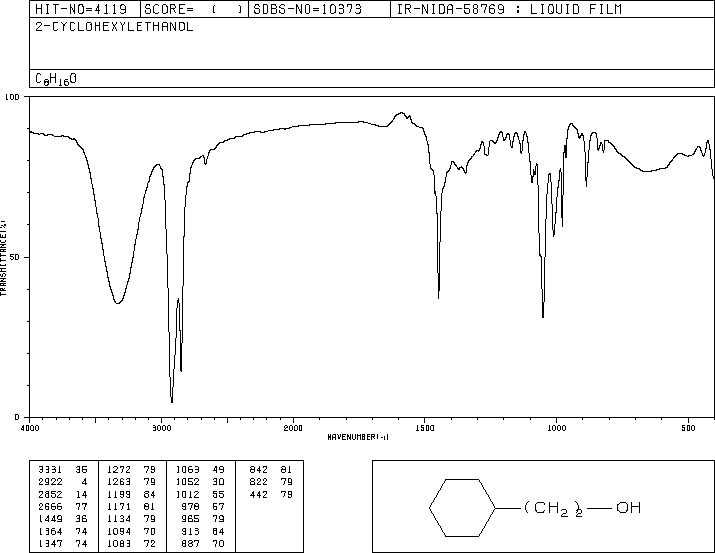 HIT-NO=4119 SCORE= ( ) SDBS-NO=10373 IR-NIDA-58769 : LIQUID FILM
2-CYCLOHEXYLETHANOL
C8H16O
100
50
0
TRANSMITTANCE(%)
4000 3000 2000 1500 1000 500
WAVENUMBER(-1)
3331 36 1272 79 1063 49 842 81
2922 4 1263 79 1052 30 822 79
2852 14 1199 84 1012 55 442 79
2666 77 1171 81 978 67
1449 36 1134 79 965 79
1364 74 1094 70 913 84
1347 74 1083 72 887 70
(CH2)2 OH